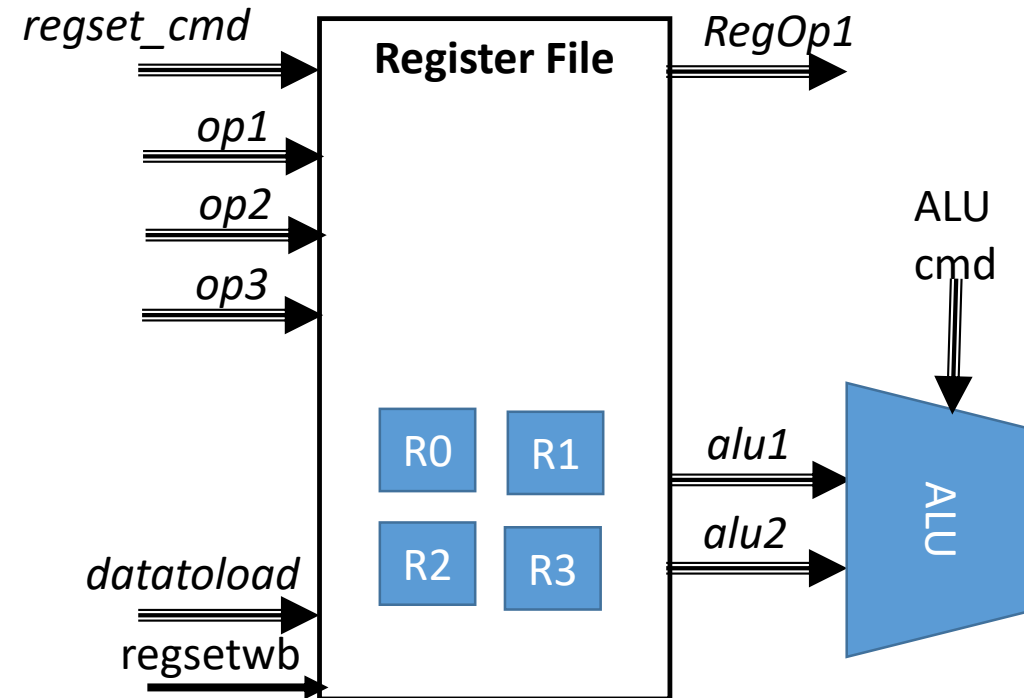 regset_cmd
RegOp1
Register File
op1
op2
op3
ALU
cmd
R0
R1
alu1
ALU
R2
R3
alu2
datatoload
regsetwb